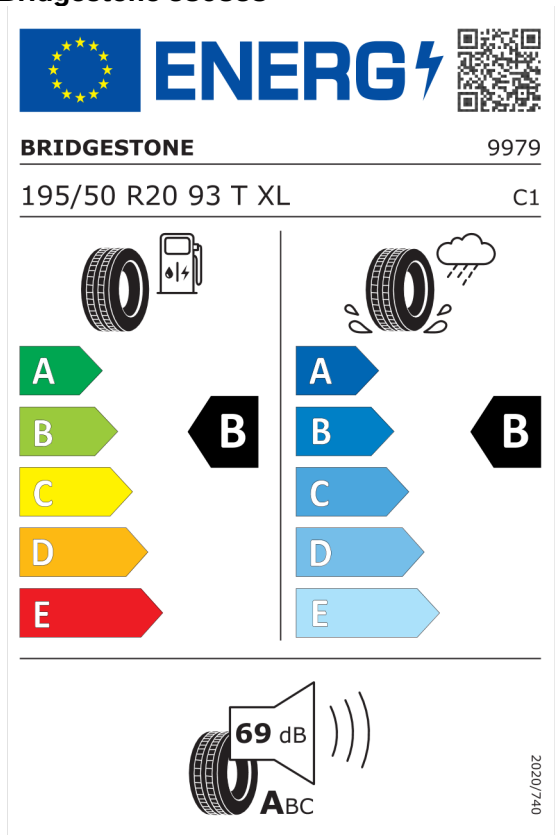 ENERG
BRIDGESTONE 9979
195/50 R20 93 T XL C1
A
B
C
D
E
B
A
B
C
D
E
B
69 dB
ABC
2020/740